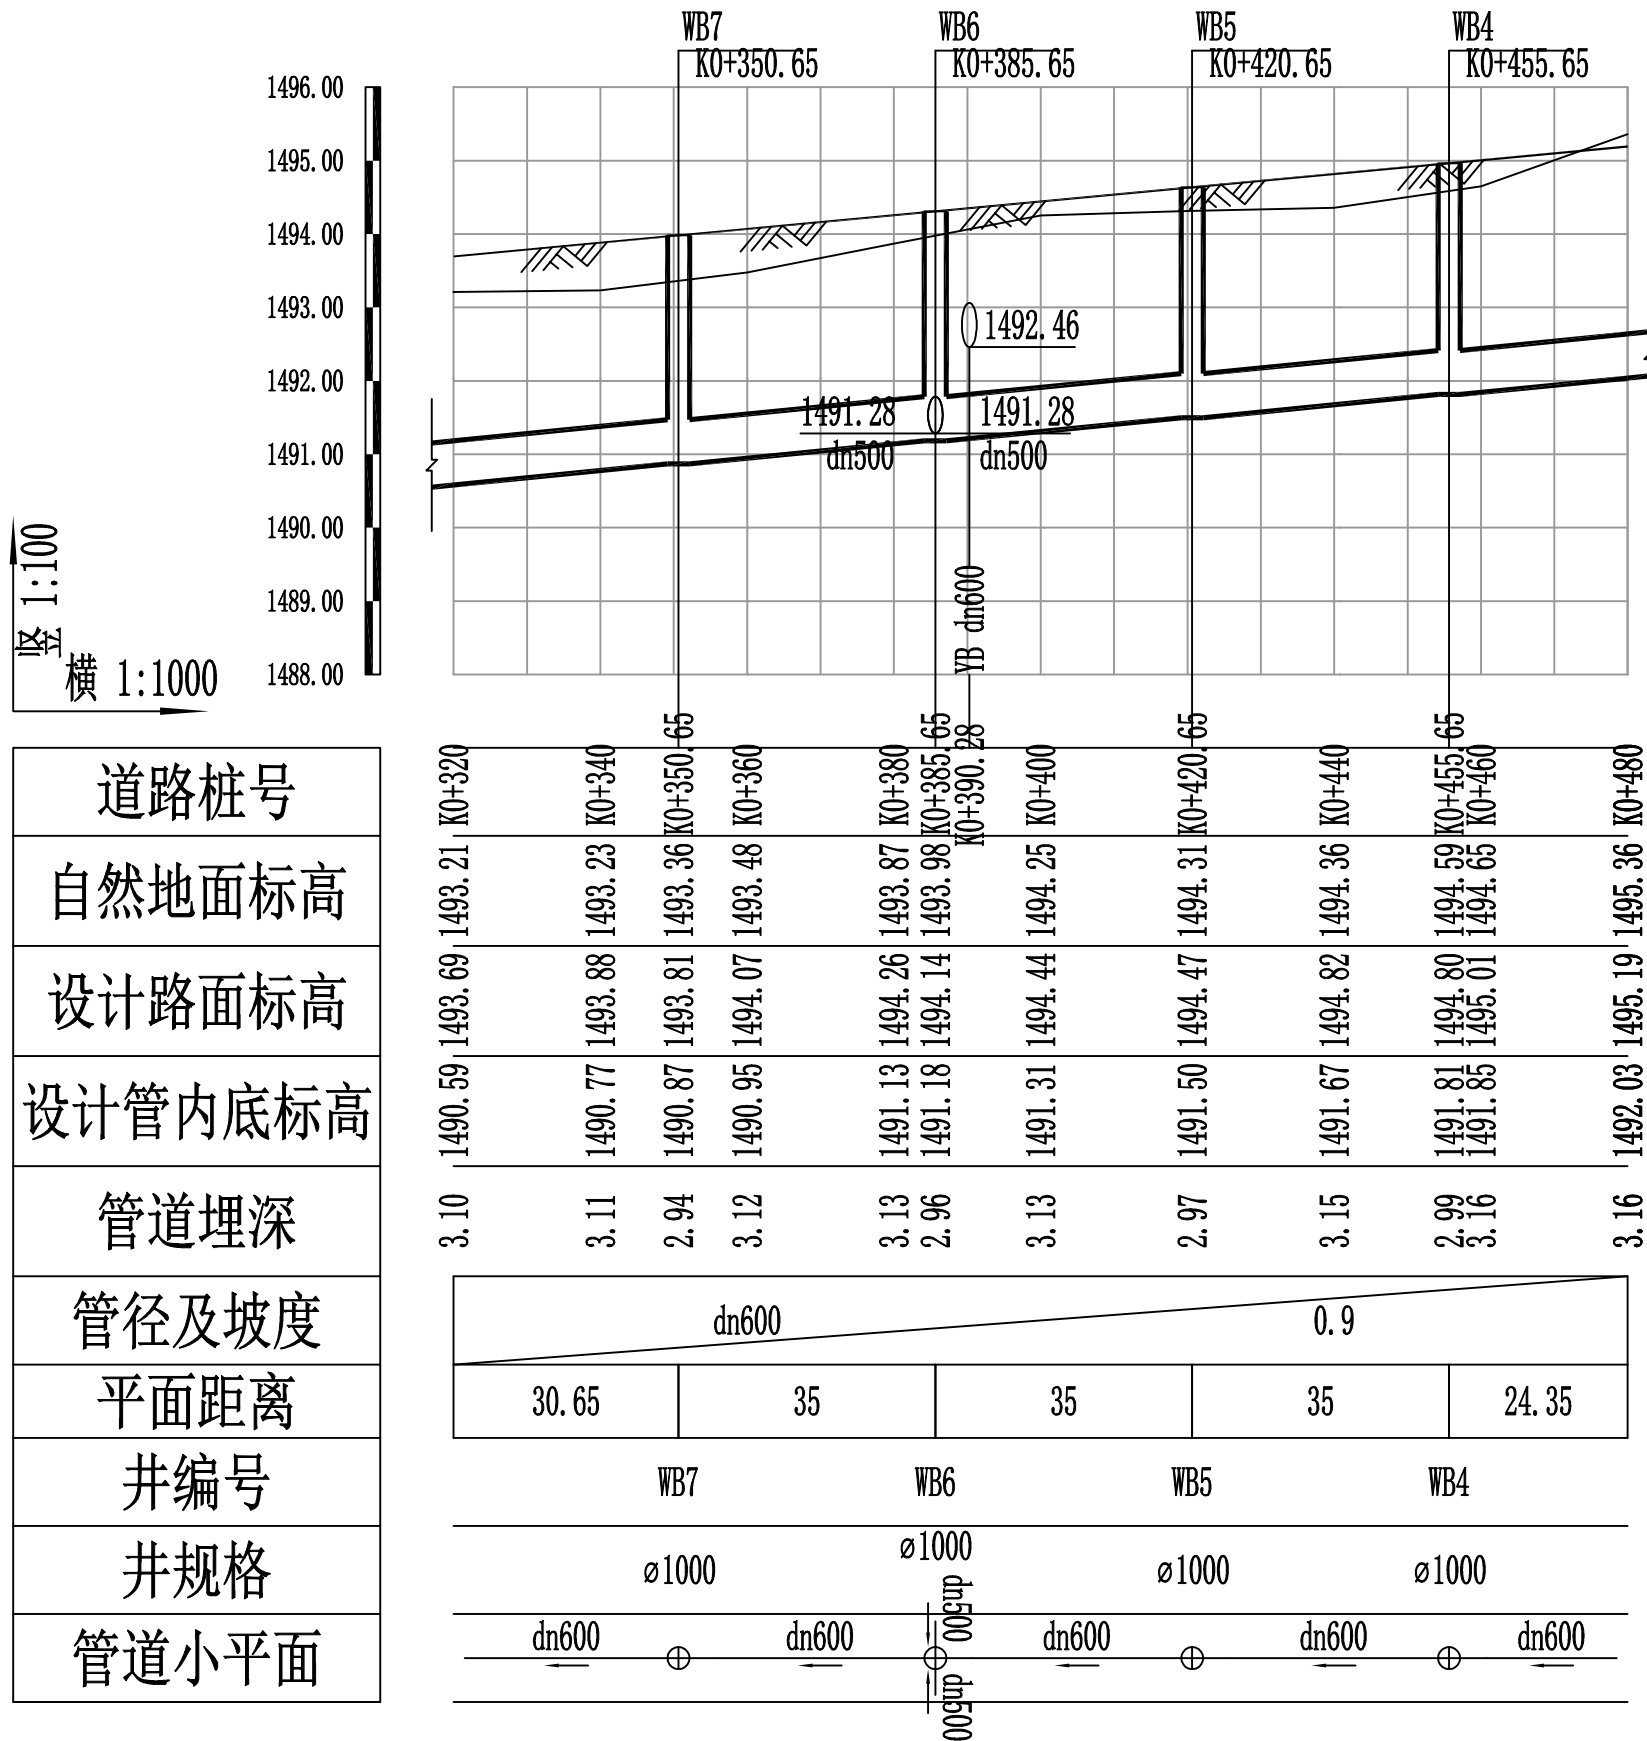 WB7
K0+350.65
WB6
K0+385.65
WB5
K0+420.65
WB4
K0+455.65
1496.00
1495.00
1494.00
1493.00
1492.00
1491.00
1490.00
1489.00
1488.00
1492.46
1491.28
1491.28
dn500
dn500
YB dn600
竖 1:100
横 1:1000
道路桩号
K0+320
K0+340
K0+350.65
K0+360
K0+380
K0+385.65
K0+390.28
K0+400
K0+420.65
K0+440
K0+455.65
K0+460
K0+480
自然地面标高
1493.21
1493.23
1493.36
1493.48
1493.87
1493.98
1494.25
1494.31
1494.36
1494.59
1494.65
1495.36
设计路面标高
1493.69
1493.88
1493.81
1494.07
1494.26
1494.14
1494.44
1494.47
1494.82
1494.80
1495.01
1495.19
设计管内底标高
1490.59
1490.77
1490.87
1490.95
1491.13
1491.18
1491.31
1491.50
1491.67
1491.81
1491.85
1492.03
管道埋深
3.10
3.11
2.94
3.12
3.13
2.96
3.13
2.97
3.15
2.99
3.16
3.16
管径及坡度
dn600
0.9
平面距离
30.65
35
35
35
24.35
井编号
WB7
WB6
WB5
WB4
井规格
ø1000
ø1000
ø1000
ø1000
管道小平面
dn600
dn600
dn500
dn500
dn600
dn600
dn600